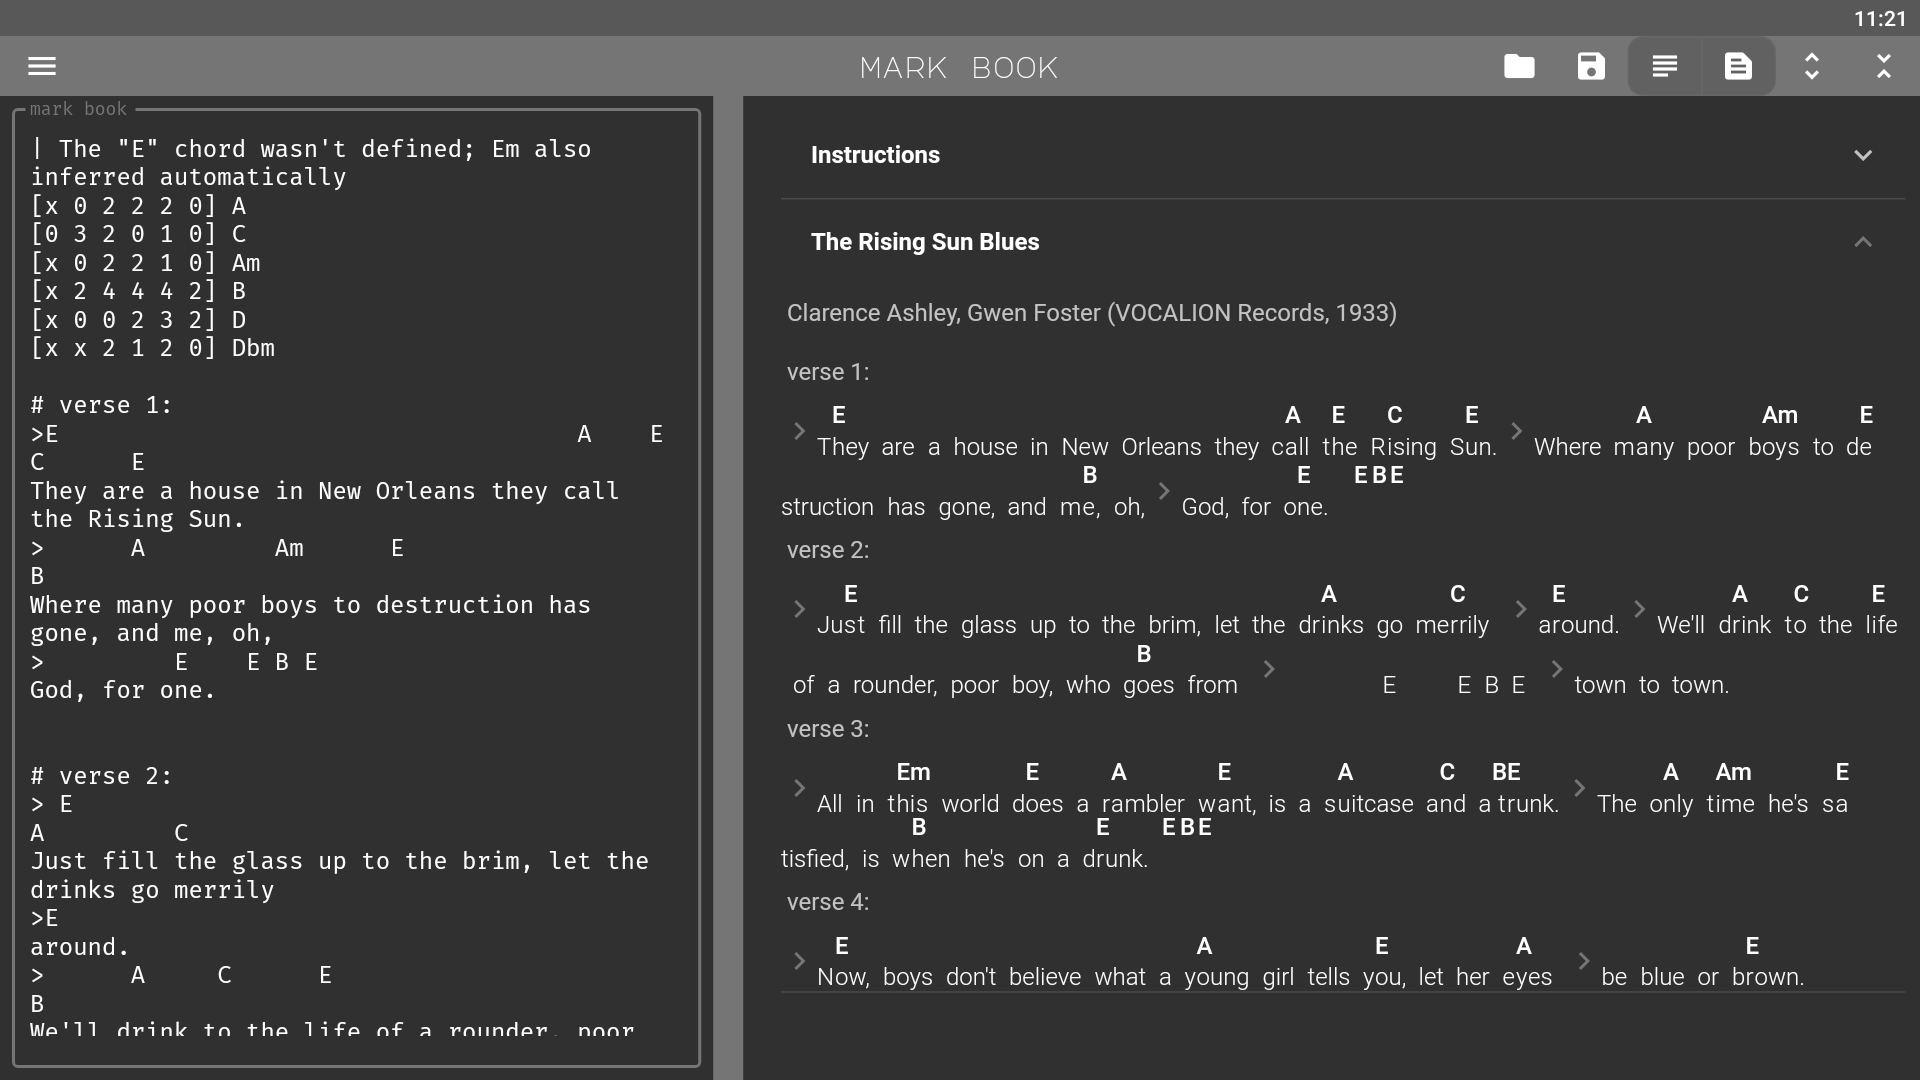 11:21
MARK BOOK
mark book
| The "E" chord wasn't defined; Em also
inferred automatically
[x 0 2 2 2 0] A
[0 3 2 0 1 0] C
[x 0 2 2 1 0] Am
[x 2 4 4 4 2] B
[x 0 0 2 3 2] D
[x x 2 1 2 0] Dbm
# verse 1:
>E A E
C E
They are a house in New Orleans they call
the Rising Sun.
> A Am E
B
Where many poor boys to destruction has
gone, and me, oh,
> E E B E
God, for one.
# verse 2:
> E
A C
Just fill the glass up to the brim, let the
drinks go merrily
>E
around.
> A C E
B
We'll drink to the life of a rounder, poor
Instructions
The Rising Sun Blues
Clarence Ashley, Gwen Foster (VOCALION Records, 1933)
verse 1:
E A E C E A Am E
They are a house in New Orleans they call the Rising Sun. Where many poor boys to de
B E E B E
struction has gone, and me, oh, God, for one.
verse 2:
E A C E A C E
Just fill the glass up to the brim, let the drinks go merrily around. We'll drink to the life
B
of a rounder, poor boy, who goes from E E B E town to town.
verse 3:
Em E A E A C BE A Am E
All in this world does a rambler want, is a suitcase and a trunk. The only time he's sa
B E E B E
tisfied, is when he's on a drunk.
verse 4:
E A E A E
Now, boys don't believe what a young girl tells you, let her eyes be blue or brown.